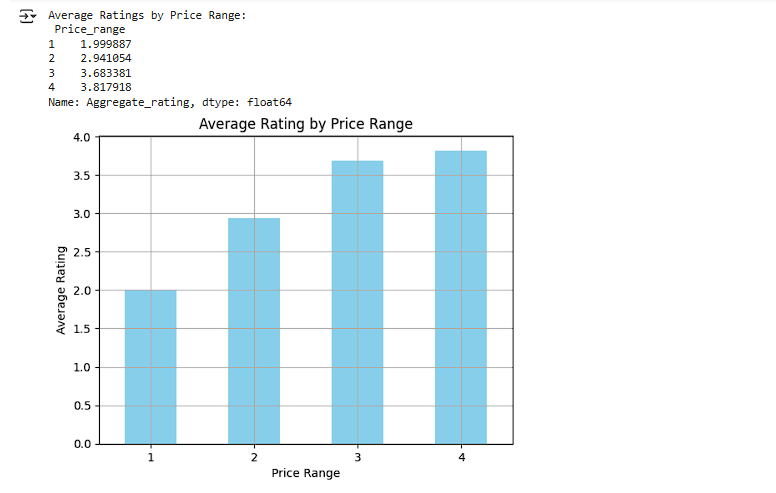 Average Ratings by Price Range:
Price_range
1    1.999887
2    2.941054
3    3.683381
4    3.817918
Name: Aggregate_rating, dtype: float64
Average Rating by Price Range
4.0
3.5
3.0
2.5
2.0
1.5
1.0
0.5
0.0
Average Rating
1 2 3 4
Price Range